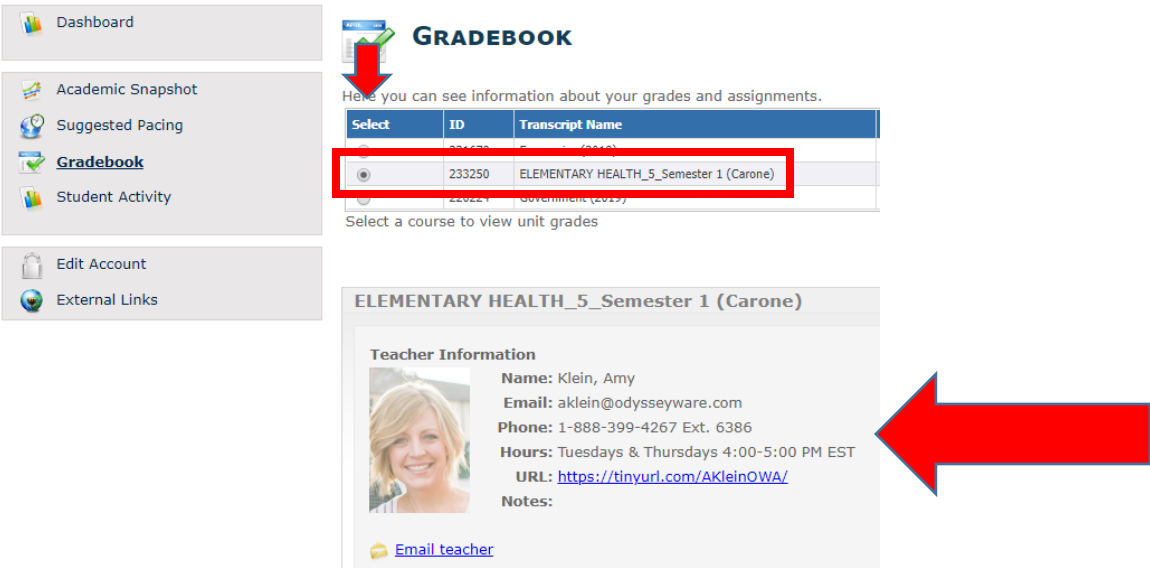 Dashboard
Academic Snapshot
Suggested Pacing
Gradebook
Student Activity
Edit Account
External Links
GRADEBOOK
Here you can see information about your grades and assignments.
Select ID Transcript Name
233250 ELEMENTARY HEALTH_5_Semester 1 (Carone)
220224 Government (2019)
Select a course to view unit grades
ELEMENTARY HEALTH_5_Semester 1 (Carone)
Teacher Information
Name: Klein, Amy
Email: aklein@odysseyware.com
Phone: 1-888-399-4267 Ext. 6386
Hours: Tuesdays & Thursdays 4:00-5:00 PM EST
URL: https://tinyurl.com/AKleinOWA/
Notes:
Email teacher